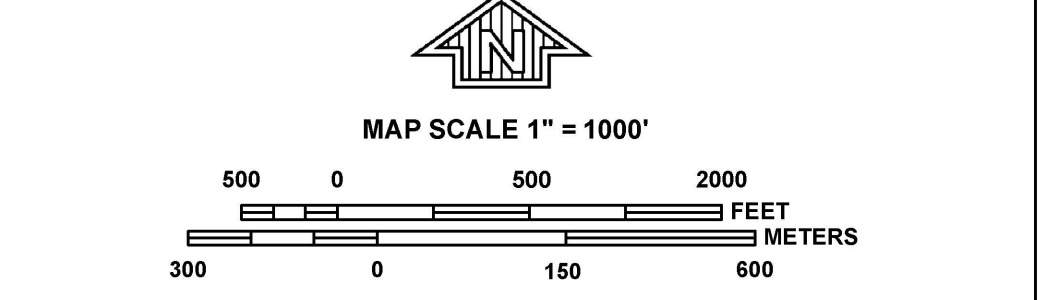 N
MAP SCALE 1" = 1000'
500 0 500 2000
FEET
METERS
300 0 150 600